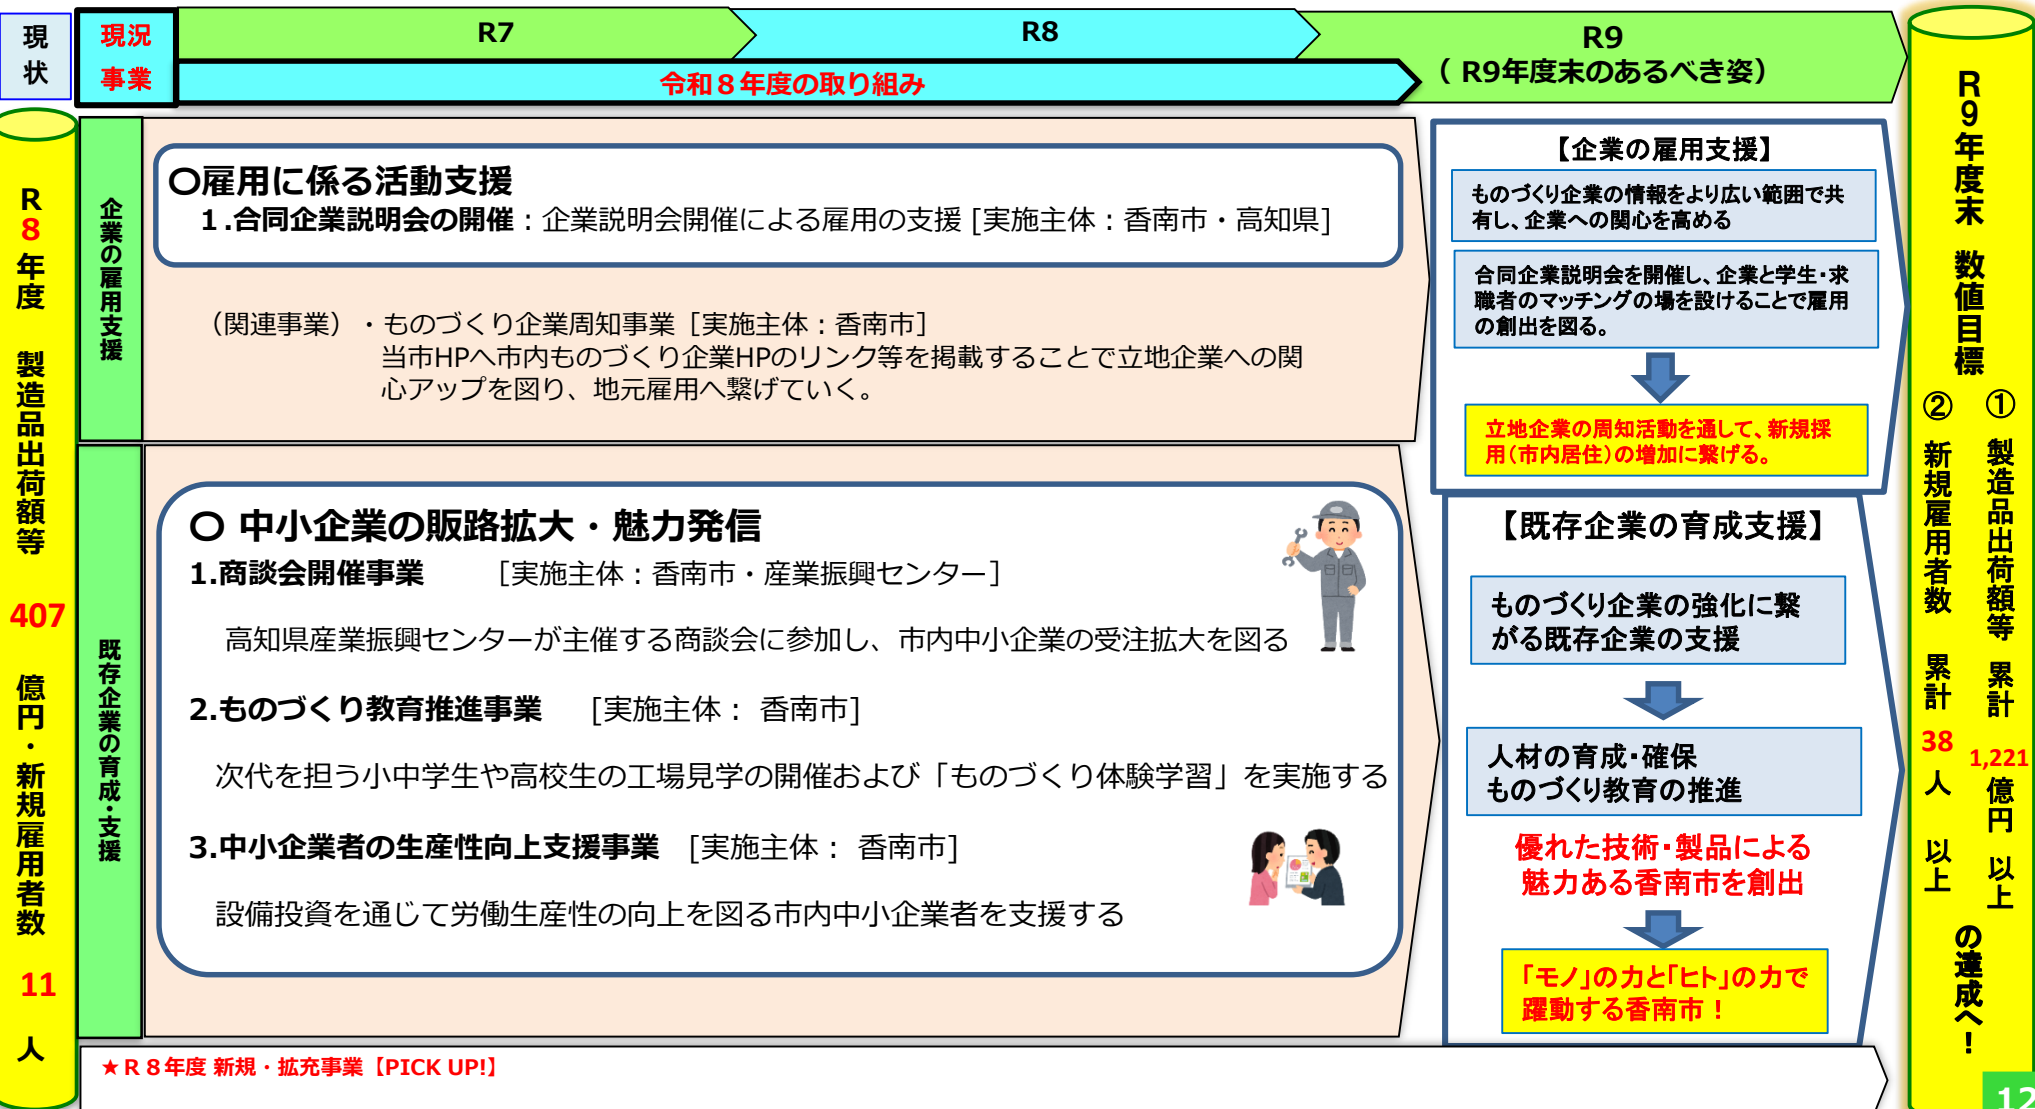 現状
現況
事業
R7
R8
R9
（ R9年度末のあるべき姿）
令和８年度の取り組み
R8年度 製造品出荷額等 407 億円・新規雇用者数 11 人
企業の雇用支援
〇雇用に係る活動支援
１.合同企業説明会の開催：企業説明会開催による雇用の支援 [実施主体：香南市・高知県]
（関連事業）・ものづくり企業周知事業［実施主体：香南市］
当市HPへ市内ものづくり企業HPのリンク等を掲載することで立地企業への関
心アップを図り、地元雇用へ繋げていく。
【企業の雇用支援】
ものづくり企業の情報をより広い範囲で共
有し、企業への関心を高める
合同企業説明会を開催し、企業と学生・求
職者のマッチングの場を設けることで雇用
の創出を図る。
立地企業の周知活動を通して、新規採
用（市内居住）の増加に繋げる。
既存企業の育成・支援
〇 中小企業の販路拡大・魅力発信
1.商談会開催事業 ［実施主体：香南市・産業振興センター］
高知県産業振興センターが主催する商談会に参加し、市内中小企業の受注拡大を図る
2.ものづくり教育推進事業 [実施主体： 香南市]
次代を担う小中学生や高校生の工場見学の開催および「ものづくり体験学習」を実施する
3.中小企業者の生産性向上支援事業 [実施主体： 香南市]
設備投資を通じて労働生産性の向上を図る市内中小企業者を支援する
【既存企業の育成支援】
ものづくり企業の強化に繋
がる既存企業の支援
人材の育成・確保
ものづくり教育の推進
優れた技術・製品による
魅力ある香南市を創出
「モノ」の力と「ヒト」の力で
躍動する香南市！
R9年度末 数値目標
① 製造品出荷額等 累計 1,221 億円 以上
② 新規雇用者数 累計 38 人 以上
の達成へ！
★Ｒ８年度 新規・拡充事業【PICK UP!】
12